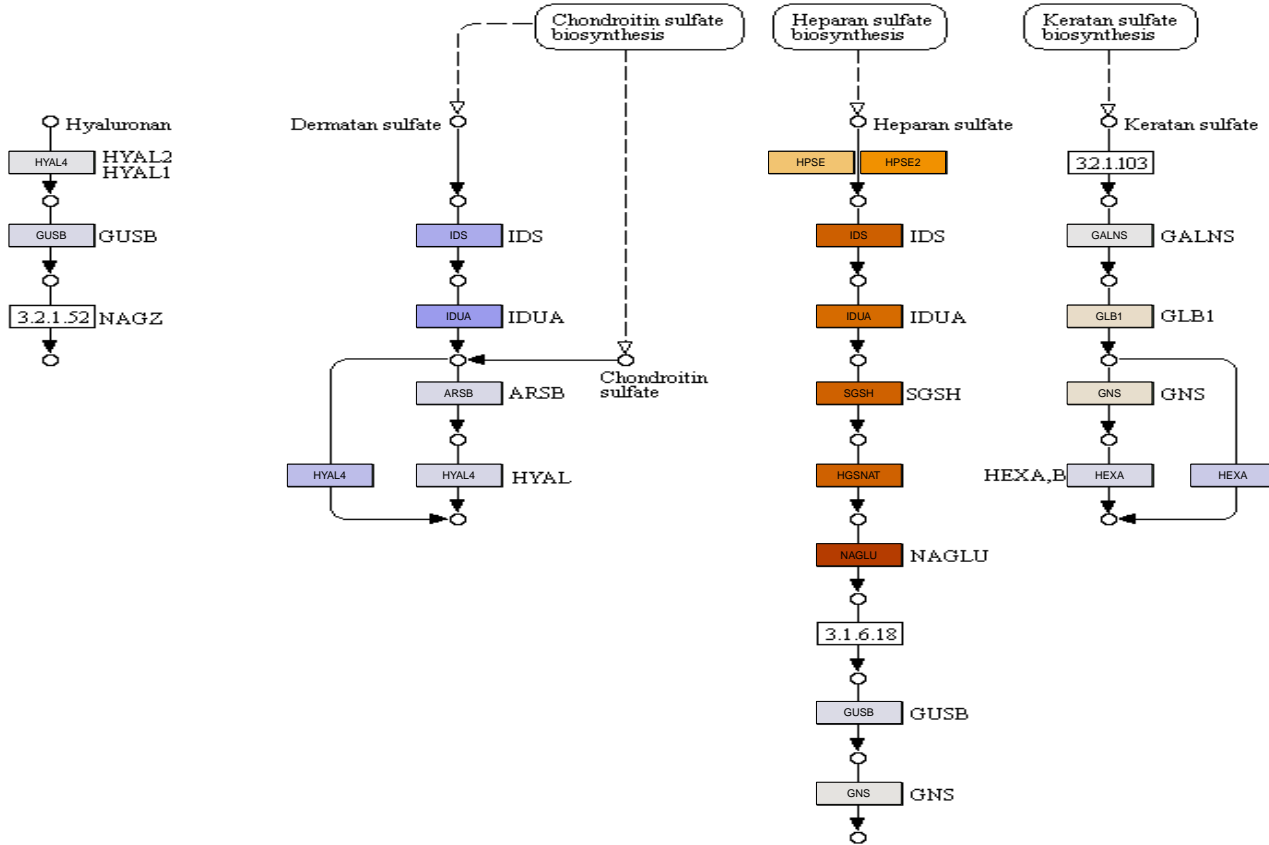 Chondroitin sulfate
biosynthesis
Heparan sulfate
biosynthesis
Keratan sulfate
biosynthesis
Hyaluronan
Dermatan sulfate
Heparan sulfate
Keratan sulfate
HYAL4
HYAL2
HYAL1
HPSE
HPSE2
3.2.1.103
GUSB
GUSB
IDS
IDS
IDS
IDS
GALNS
GALNS
3.2.1.52
NAGZ
IDUA
IDUA
IDUA
IDUA
GLB1
GLB1
Chondroitin
sulfate
ARSB
ARSB
SGSH
SGSH
GNS
GNS
HYAL4
HYAL4
HYAL
HGSNAT
HEXA,B
HEXA
HEXA
NAGLU
NAGLU
3.1.6.18
GUSB
GUSB
GNS
GNS